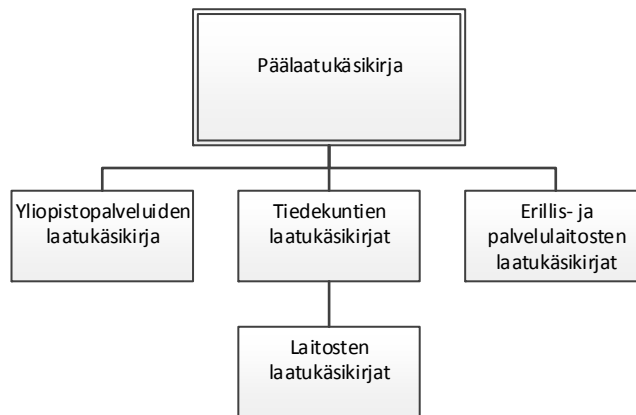 Päälaatukäsikirja
Yliopistopalveluiden
laatukäsikirja
Tiedekuntien
laatukäsikirjat
Erillis- ja
palvelulaitosten
laatukäsikirjat
Laitosten
laatukäsikirjat